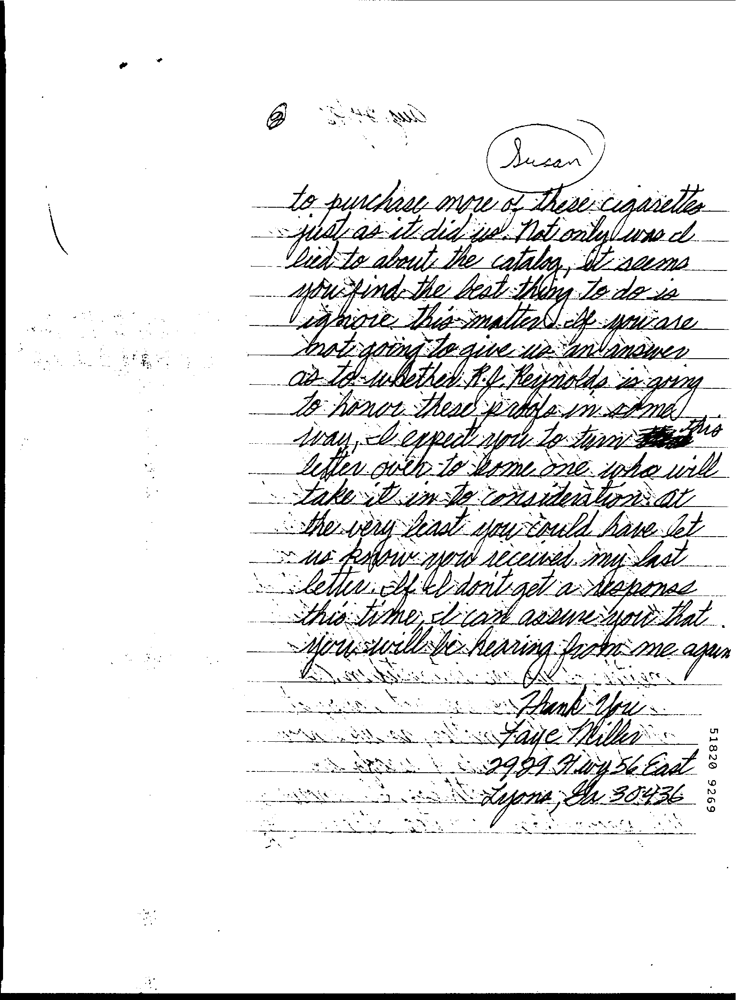 2
Susan
to purchase more of these cigarettes
just as it did us. Not only was I
lied to about the catalog, it seems
you find the best thing to do is
ignore this matter. If you are
not going to give us an answer
as to whether R.J. Reynolds is going
to honor these proofs in some
way, I expect you to turn this
letter over to some one who will
take it in to consideration. At
the very least you could have let
us know you received my last
letter. If I don't get a response
this time, I can assure you that
you will be hearing from me again
Thank You
Faye Miller
2929 Hwy 56 East
Lyons, Ga 30436
51820 9269